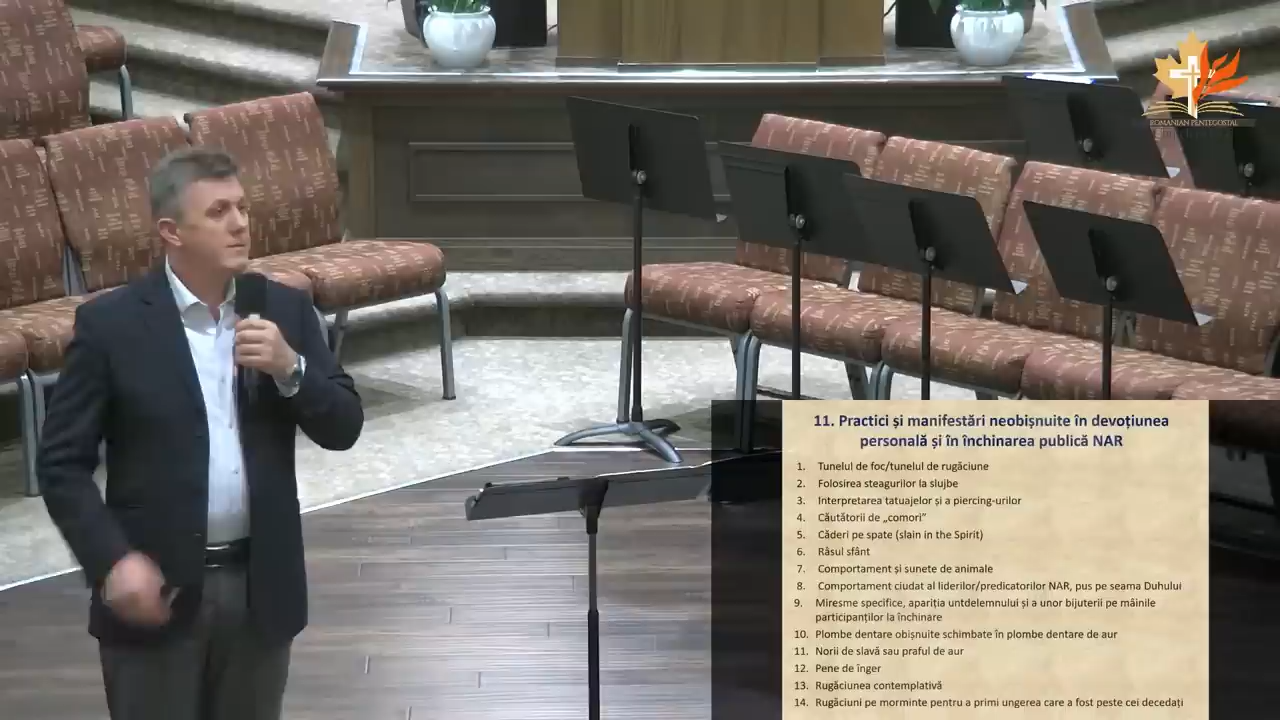 ROMANIAN PENTECOSTAL
11. Practici și manifestări neobișnuite în devoțiunea
personală și în închinarea publică NAR
1. Tunelul de foc/tunelul de rugăciune
2. Folosirea steagurilor la slujbe
3. Interpretarea tatuajelor și a piercing-urilor
4. Căutătorii de „comori”
5. Căderi pe spate (slain in the Spirit)
6. Râsul sfânt
7. Comportament și sunete de animale
8. Comportament ciudat al liderilor/predicatorilor NAR, pus pe seama Duhului
9. Miresme specifice, apariția untdelemnului și a unor bijuterii pe mâinile
participanților la închinare
10. Plombe dentare obișnuite schimbate în plombe dentare de aur
11. Norii de slavă sau praful de aur
12. Pene de înger
13. Rugăciunea contemplativă
14. Rugăciuni pe morminte pentru a primi ungerea care a fost peste cei decedați